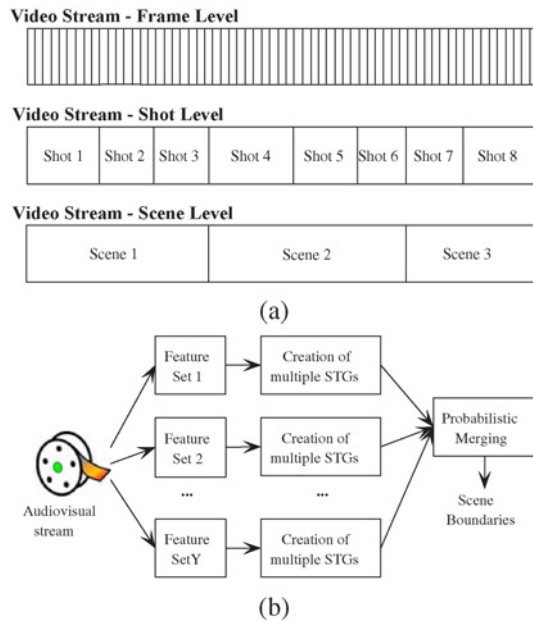 Video Stream - Frame Level
Video Stream - Shot Level
Shot 1 Shot 2 Shot 3 Shot 4 Shot 5 Shot 6 Shot 7 Shot 8
Video Stream - Scene Level
Scene 1 Scene 2 Scene 3
(a)
Feature
Set 1
Creation of
multiple STGs
Feature
Set 2
Creation of
multiple STGs
...
...
Feature
SetY
Creation of
multiple STGs
Audiovisual
stream
Probabilistic
Merging
Scene
Boundaries
(b)